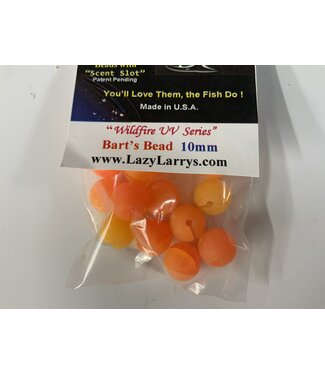 Beads with
"Scent Slot"
Patent Pending
You'll Love Them, the Fish Do !
Made in U.S.A.
"Wildfire UV Series"
Bart's Bead 10mm
www.LazyLarrys.com